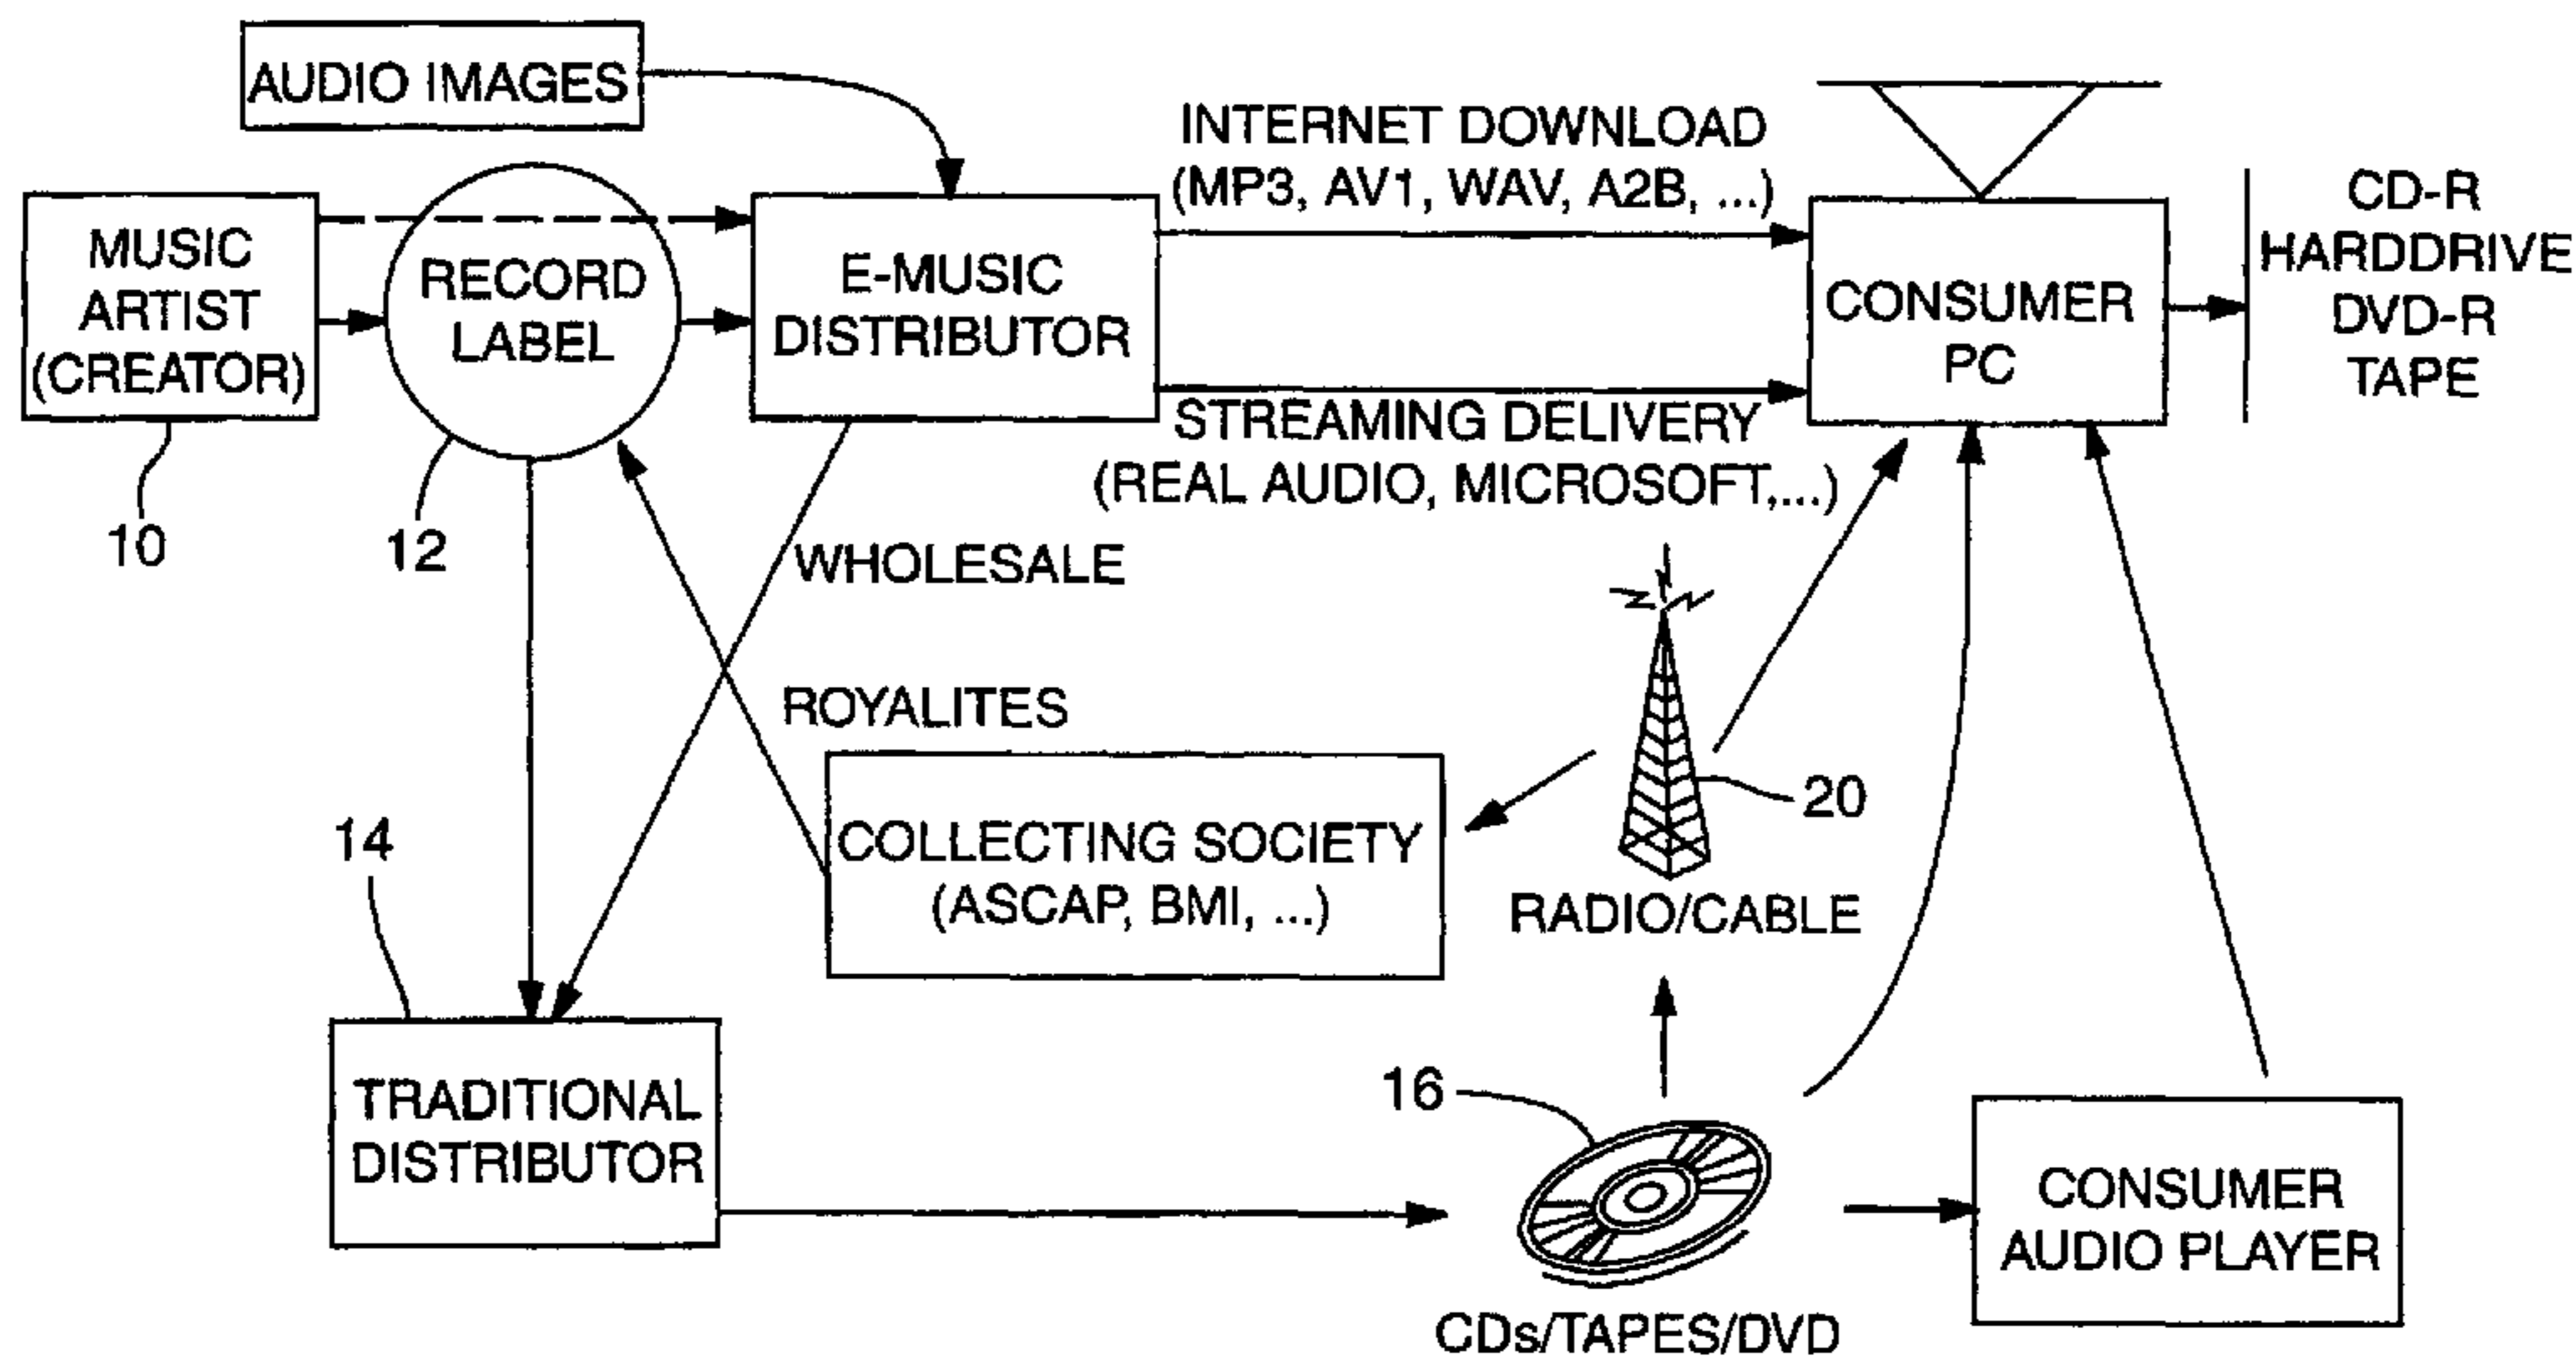 AUDIO IMAGES
INTERNET DOWNLOAD
(MP3, AV1, WAV, A2B, ...)
MUSIC
ARTIST
(CREATOR)
RECORD
LABEL
E-MUSIC
DISTRIBUTOR
CONSUMER
PC
CD-R
HARDDRIVE
DVD-R
TAPE
STREAMING DELIVERY
(REAL AUDIO, MICROSOFT,...)
10
12
WHOLESALE
ROYALITES
20
COLLECTING SOCIETY
(ASCAP, BMI, ...)
RADIO/CABLE
14
TRADITIONAL
DISTRIBUTOR
16
CDs/TAPES/DVD
CONSUMER
AUDIO PLAYER